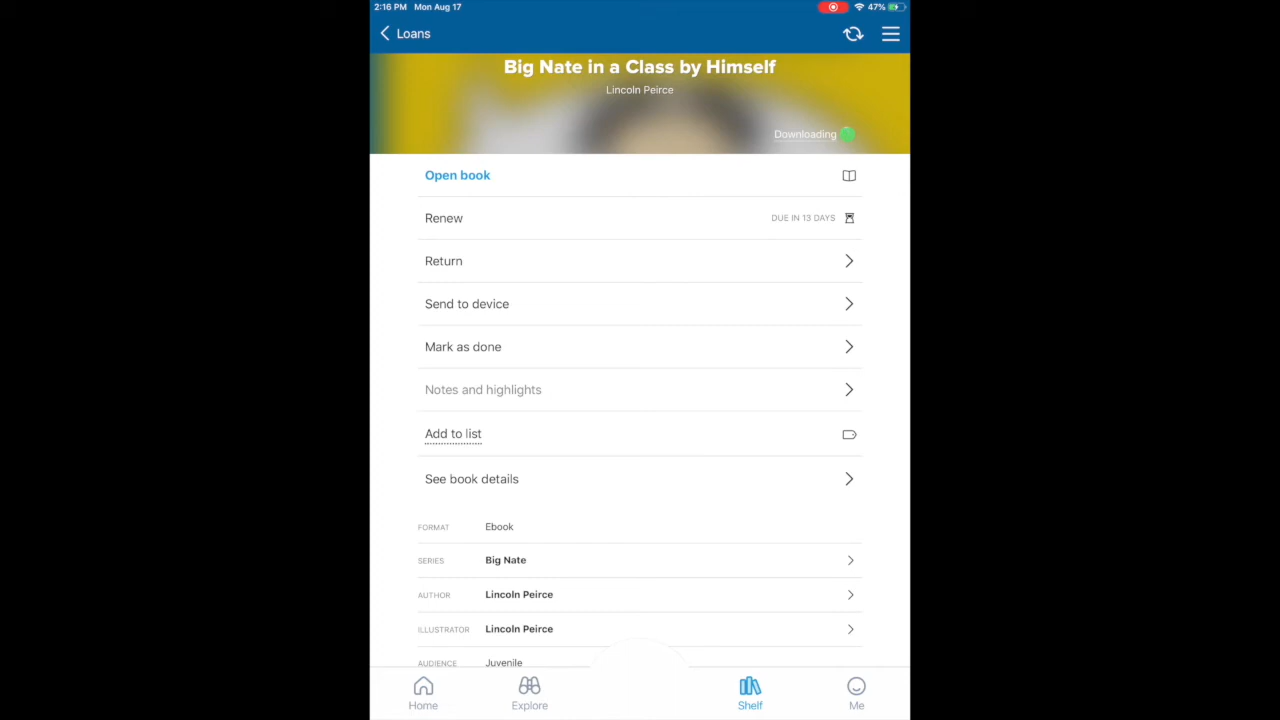 2:16 PM Mon Aug 17 47%
Loans
Big Nate in a Class by Himself
Lincoln Peirce
Downloading
Open book
Renew DUE IN 13 DAYS
Return
Send to device
Mark as done
Notes and highlights
Add to list
See book details
FORMAT Ebook
SERIES Big Nate
AUTHOR Lincoln Peirce
ILLUSTRATOR Lincoln Peirce
AUDIENCE Juvenile
Home Explore Shelf Me